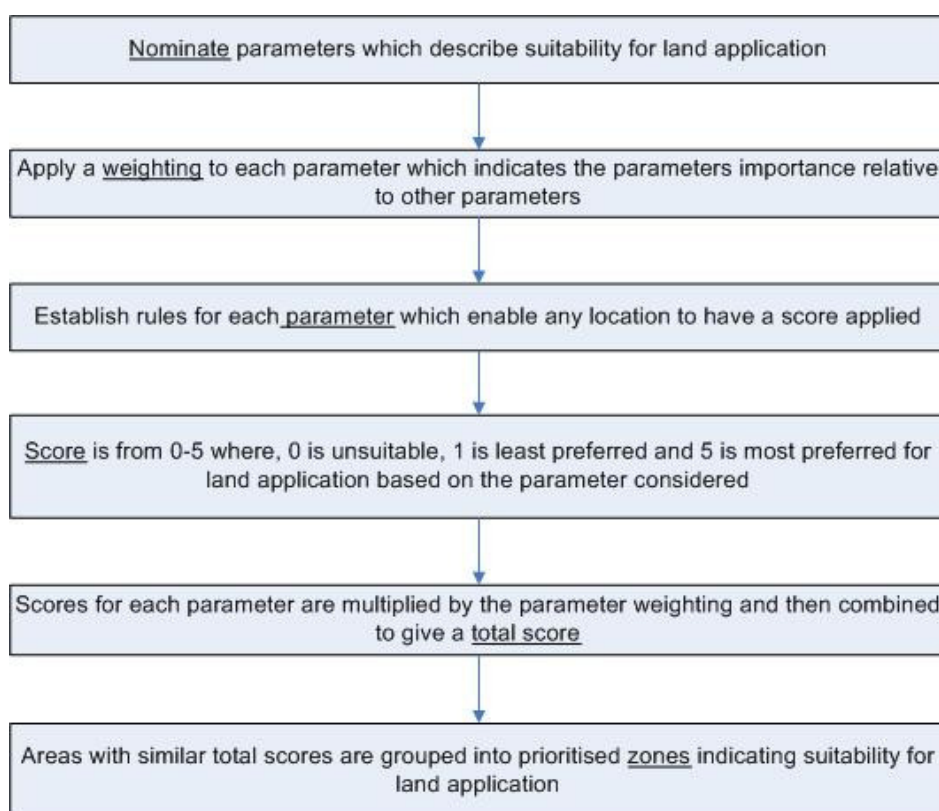 Nominate parameters which describe suitability for land application
Apply a weighting to each parameter which indicates the parameters importance relative
to other parameters
Establish rules for each parameter which enable any location to have a score applied
Score is from 0-5 where, 0 is unsuitable, 1 is least preferred and 5 is most preferred for
land application based on the parameter considered
Scores for each parameter are multiplied by the parameter weighting and then combined
to give a total score
Areas with similar total scores are grouped into prioritised zones indicating suitability for
land application